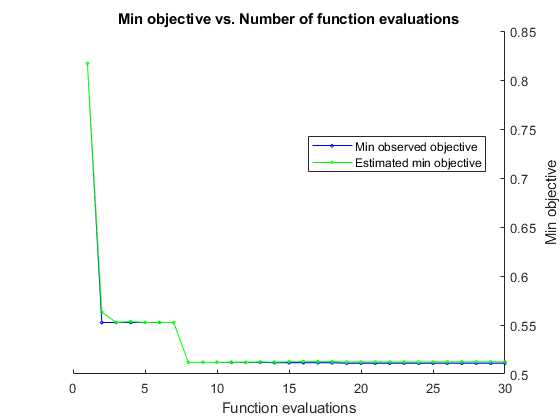 Min objective vs. Number of function evaluations
0.85
0.8
0.75
0.7
0.65
0.6
0.55
0.5
Min objective
Min observed objective
Estimated min objective
0 5 10 15 20 25 30
Function evaluations